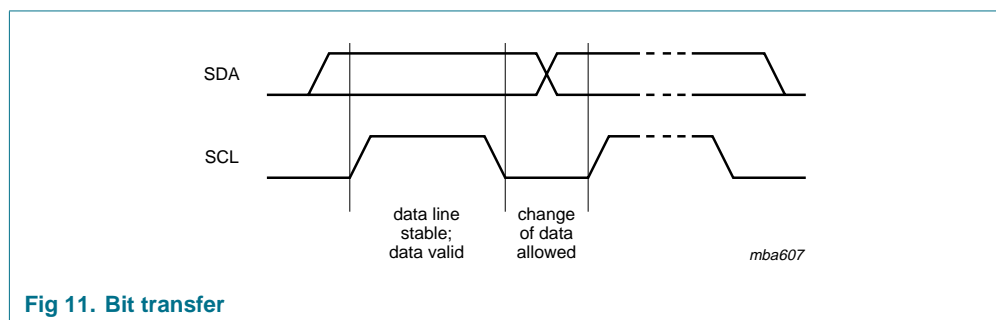 SDA
SCL
data line
stable;
data valid
change
of data
allowed
mba607
Fig 11. Bit transfer